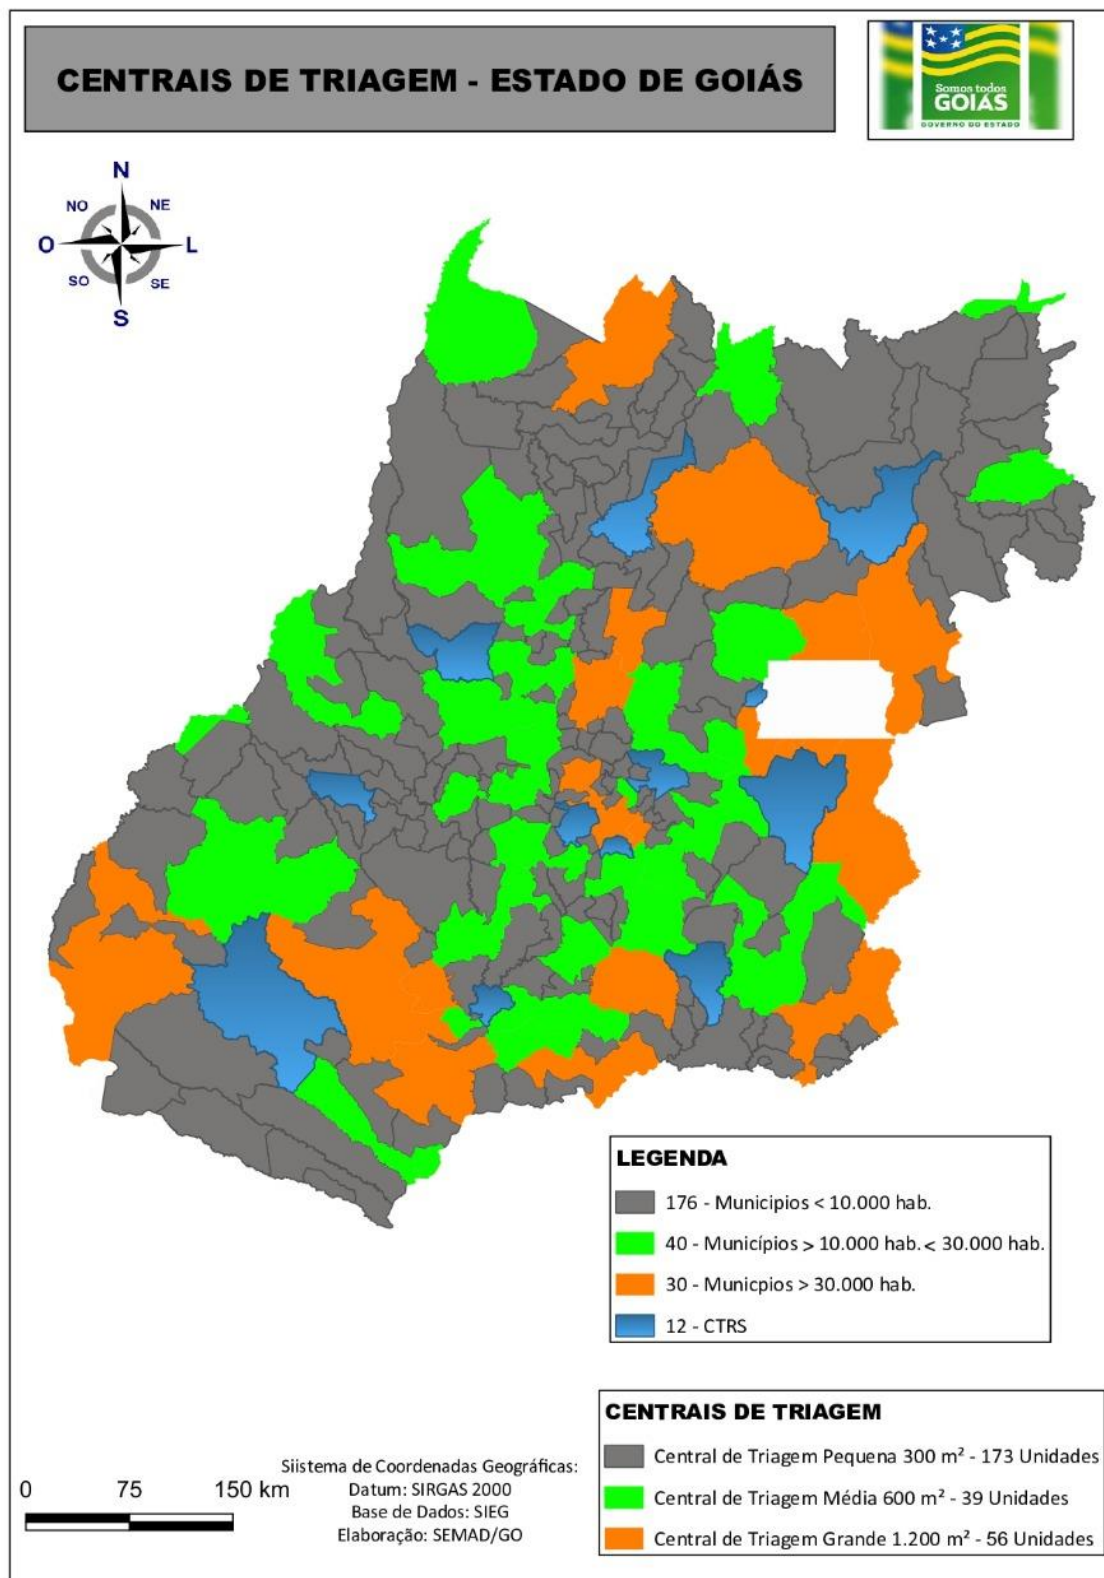 CENTRAIS DE TRIAGEM - ESTADO DE GOIÁS
Somos todos
GOIÁS
GOVERNO DO ESTADO
N
NO
NE
O
L
SO
SE
S
LEGENDA
176 - Municipios < 10.000 hab.
40 - Municípios > 10.000 hab. < 30.000 hab.
30 - Municpios > 30.000 hab.
12 - CTRS
CENTRAIS DE TRIAGEM
Central de Triagem Pequena 300 m² - 173 Unidades
Central de Triagem Média 600 m² - 39 Unidades
Central de Triagem Grande 1.200 m² - 56 Unidades
Siistema de Coordenadas Geográficas:
Datum: SIRGAS 2000
Base de Dados: SIEG
Elaboração: SEMAD/GO
0 75 150 km